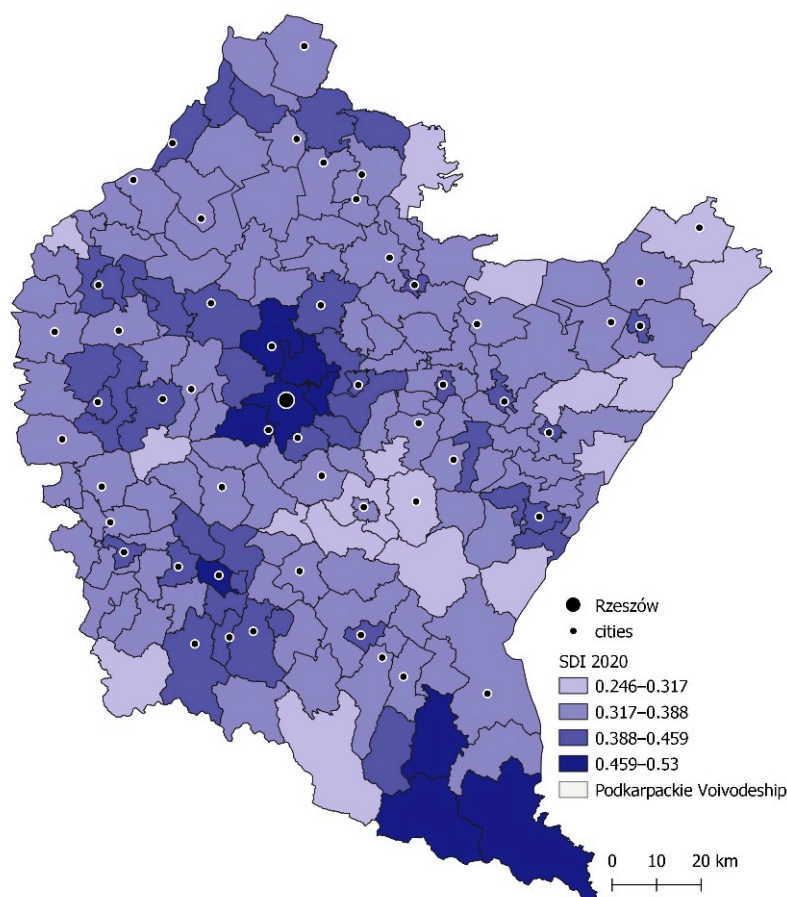 Rzeszów
cities
SDI 2020
0.246–0.317
0.317–0.388
0.388–0.459
0.459–0.53
Podkarpackie Voivodeship
0 10 20 km